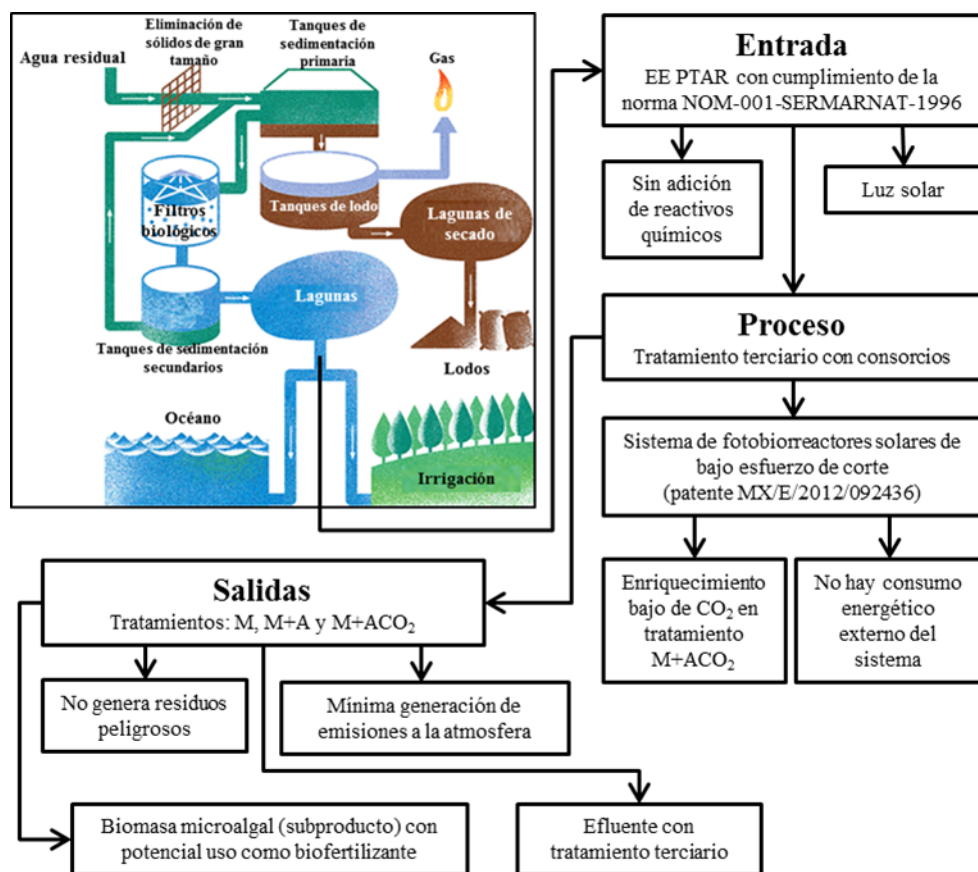 Eliminación de
sólidos de gran
tamaño
Agua residual
Tanques de
sedimentación
primaria
Gas
Filtros
biológicos
Tanques de lodo
Lagunas de
secado
Lagunas
Tanques de sedimentación
secundarios
Lodos
Océano
Irrigación
Entrada
EE PTAR con cumplimiento de la
norma NOM-001-SERMARNAT-1996
Sin adición
de reactivos
químicos
Luz solar
Proceso
Tratamiento terciario con consorcios
Sistema de fotobiorreactores solares de
bajo esfuerzo de corte
(patente MX/E/2012/092436)
Enriquecimiento
bajo de CO₂ en
tratamiento
M+ACO₂
No hay consumo
energético
externo del
sistema
Salidas
Tratamientos: M, M+A y M+ACO₂
No genera residuos
peligrosos
Mínima generación de
emisiones a la atmosfera
Biomasa microalgal (subproducto) con
potencial uso como biofertilizante
Efluente con
tratamiento terciario